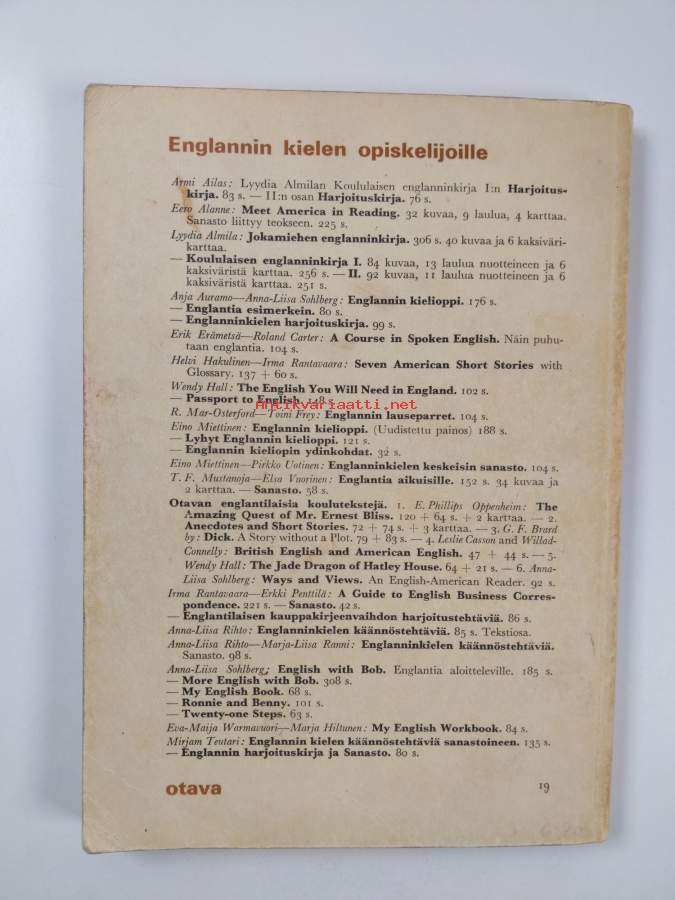 Englannin kielen opiskelijoille
Armi Ailas: Lyydia Almilan Koululaisen englanninkirja I:n Harjoitus-
kirja. 83 s. — II:n osan Harjoituskirja. 76 s.
Eero Alanne: Meet America in Reading. 32 kuvaa, 9 laulua, 4 karttaa.
Sanasto liittyy teokseen. 225 s.
Lyydia Almila: Jokamiehen englanninkirja. 306 s. 40 kuvaa ja 6 kaksiväri-
karttaa.
— Koululaisen englanninkirja I. 84 kuvaa, 13 laulua nuotteineen ja 6
kaksiväristä karttaa. 256 s. — II. 92 kuvaa, 11 laulua nuotteineen ja 6
kaksiväristä karttaa. 251 s.
Anja Auramo—Anna-Liisa Sohlberg: Englannin kielioppi. 176 s.
— Englantia esimerkein. 80 s.
— Englanninkielen harjoituskirja. 99 s.
Erik Erämetsä—Roland Carter: A Course in Spoken English. Näin puhu-
taan englantia. 104 s.
Helvi Hakulinen—Irma Rantavaara: Seven American Short Stories with
Glossary. 137 + 60 s.
Wendy Hall: The English You Will Need in England. 102 s.
— Passport to English. 148 s.
Antikvariaatti.net
R. Mar-Osterford—Toini Frey: Englannin lauseparret. 104 s.
Eino Miettinen: Englannin kielioppi. (Uudistettu painos) 188 s.
— Lyhyt Englannin kielioppi. 121 s.
— Englannin kieliopin ydinkohdat. 32 s.
Eino Miettinen—Pirkko Uotinen: Englanninkielen keskeisin sanasto. 104 s.
T. F. Mustanoja—Elsa Vuorinen: Englantia aikuisille. 152 s. 34 kuvaa ja
2 karttaa. — Sanasto. 58 s.
Otavan englantilaisia koulutekstejä. 1. E. Phillips Oppenheim: The
Amazing Quest of Mr. Ernest Bliss. 120 + 64 s. + 2 karttaa. — 2.
Anecdotes and Short Stories. 72 + 74 s. + 3 karttaa. — 3. G. F. Brard
by: Dick. A Story without a Plot. 79 + 83 s. — 4. Leslie Casson and Willad-
Connelly: British English and American English. 47 + 44 s. — 5.
Wendy Hall: The Jade Dragon of Hatley House. 64 + 21 s. — 6. Anna-
Liisa Sohlberg: Ways and Views. An English-American Reader. 92 s.
Irma Rantavaara—Erkki Penttilä: A Guide to English Business Corres-
pondence. 221 s. — Sanasto. 42 s.
— Englantilaisen kauppakirjeenvaihdon harjoitustehtäviä. 86 s.
Anna-Liisa Rihto: Englanninkielen käännöstehtäviä. 85 s. Tekstiosa.
Anna-Liisa Rihto—Marja-Liisa Ranni: Englanninkielen käännöstehtäviä.
Sanasto. 98 s.
Anna-Liisa Sohlberg: English with Bob. Englantia aloitteleville. 185 s.
— More English with Bob. 308 s.
— My English Book. 68 s.
— Ronnie and Benny. 101 s.
— Twenty-one Steps. 63 s.
Eva-Maija Warmavuori—Marja Hiltunen: My English Workbook. 84 s.
Mirjam Teutari: Englannin kielen käännöstehtäviä sanastoineen. 135 s.
— Englannin harjoituskirja ja Sanasto. 80 s.
otava
19